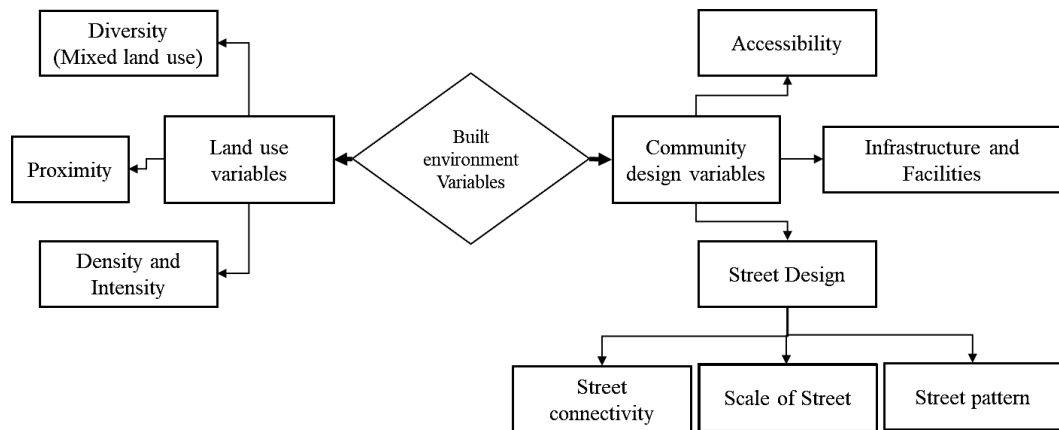 Diversity
(Mixed land use)
Accessibility
Proximity
Land use
variables
Built
environment
Variables
Community
design variables
Infrastructure and
Facilities
Density and
Intensity
Street Design
Street
connectivity
Scale of Street
Street pattern